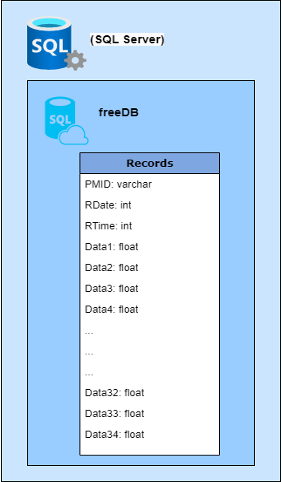 SQL
(SQL Server)
SQL
freeDB
Records
PMID: varchar
RDate: int
RTime: int
Data1: float
Data2: float
Data3: float
Data4: float
...
...
...
Data32: float
Data33: float
Data34: float